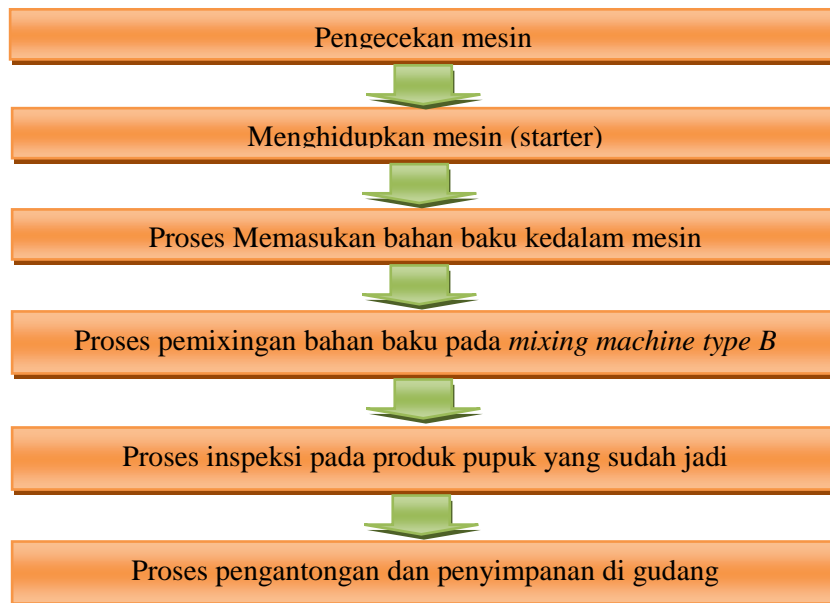 Pengecekan mesin
Menghidupkan mesin (starter)
Proses Memasukan bahan baku kedalam mesin
Proses pemixingan bahan baku pada mixing machine type B
Proses inspeksi pada produk pupuk yang sudah jadi
Proses pengantongan dan penyimpanan di gudang